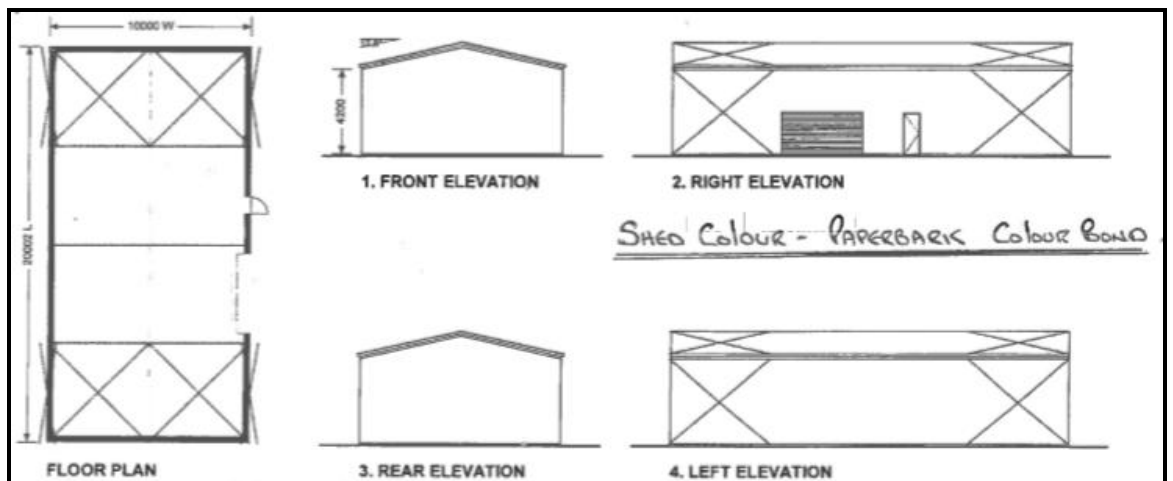 10000 W
20002 L
4200
1. FRONT ELEVATION
2. RIGHT ELEVATION
SHED COLOUR - PAPERBARK COLOUR BOND
FLOOR PLAN
3. REAR ELEVATION
4. LEFT ELEVATION